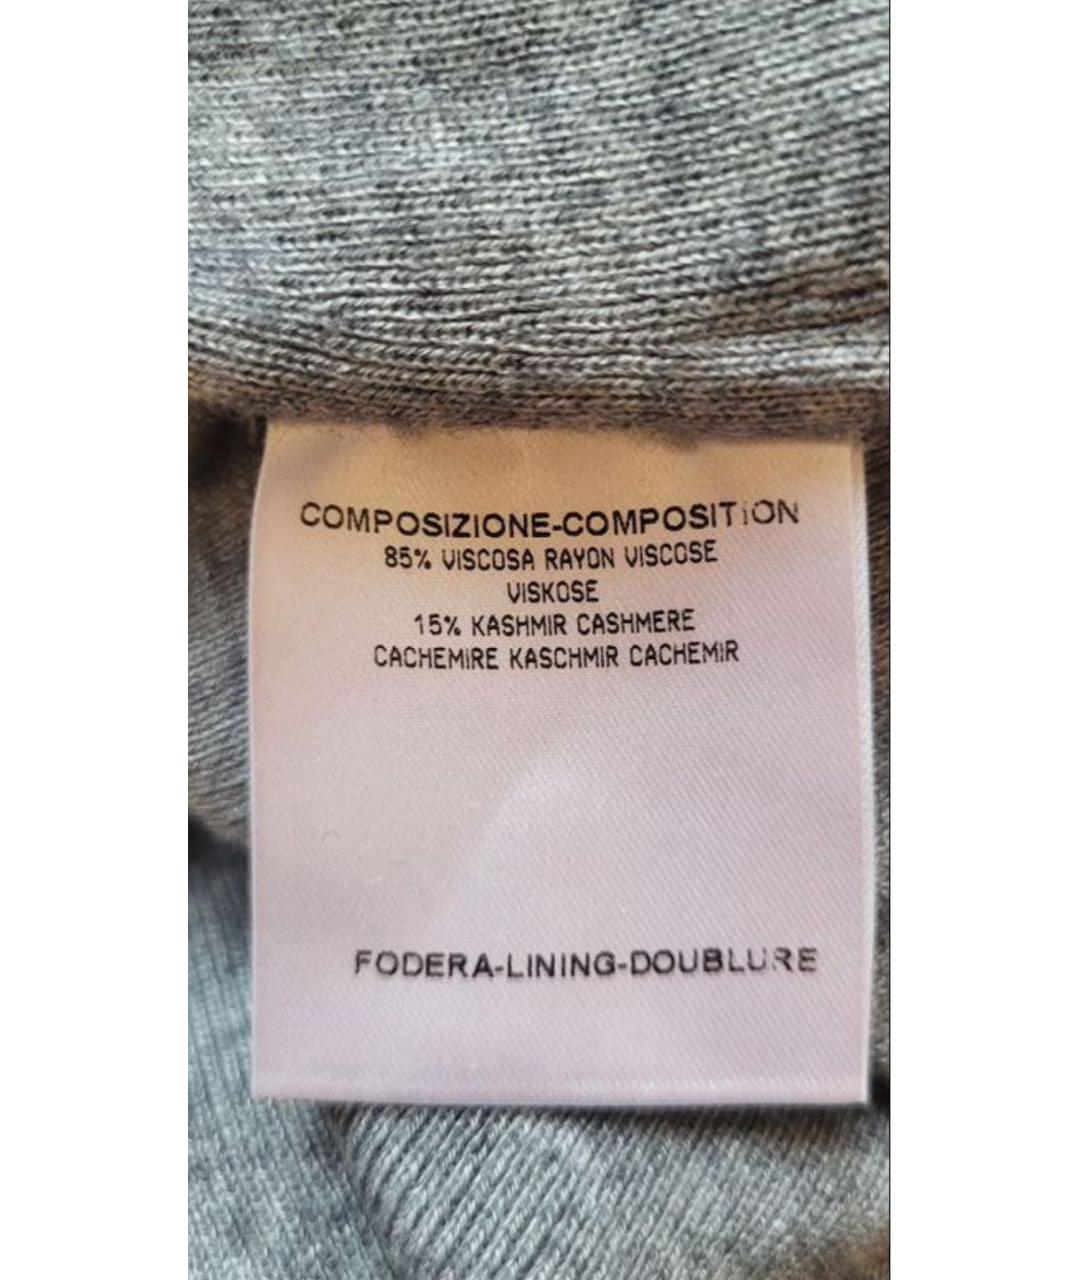 COMPOSIZIONE-COMPOSITION
85% VISCOSA RAYON VISCOSE
VISKOSE
15% KASHMIR CASHMERE
CACHEMIRE KASCHMIR CACHEMIR
FODERA-LINING-DOUBLURE